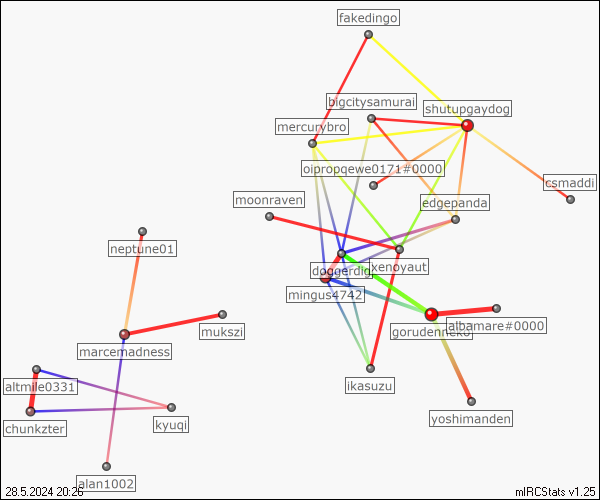 fakedingo
bigcitysamurai
shutupgaydog
mercurybro
oipropqewe0171#0000
csmaddi
moonraven
edgepanda
neptune01
doggerdig
xenoyaut
mingus4742
mukszi
albamare#0000
gorudenneko
marcemadness
altmile0331
ikasuzu
kyuqi
yoshimanden
chunkzter
alan1002
28.5.2024 20:26
mIRCStats v1.25